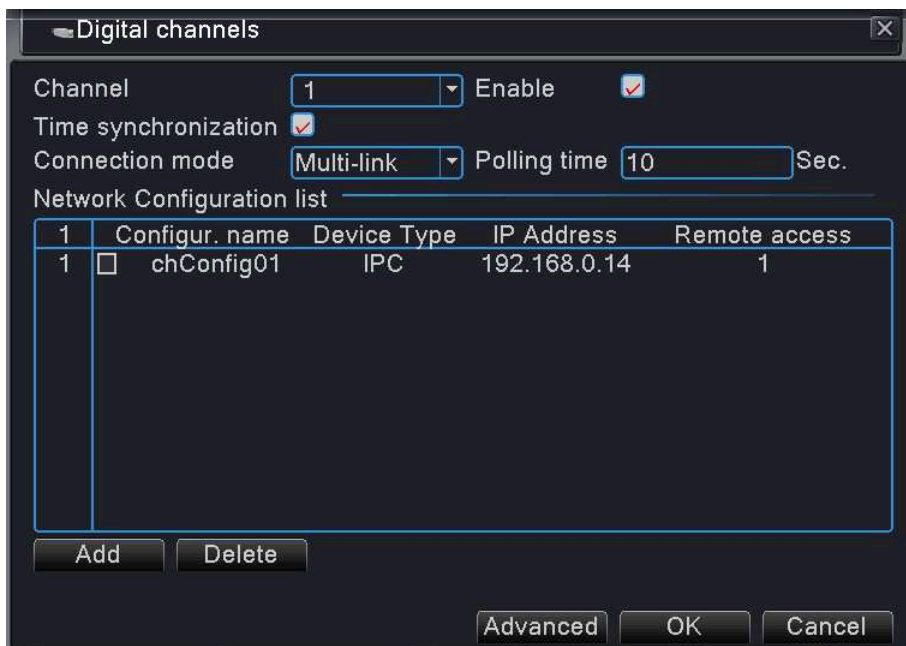 Digital channels
Channel 1 Enable
Time synchronization
Connection mode Multi-link Polling time 10 Sec.
Network Configuration list
1 Configur. name Device Type IP Address Remote access
1 chConfig01 IPC 192.168.0.14 1
Add Delete
Advanced OK Cancel